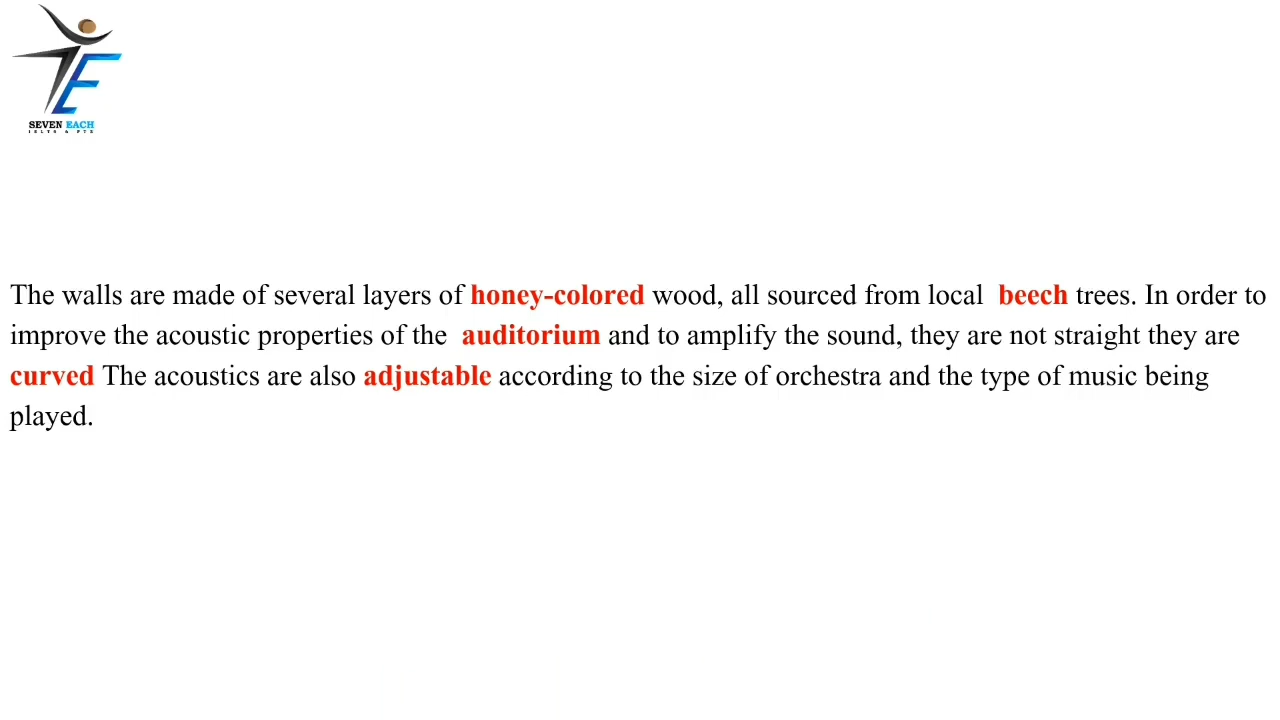 SEVEN EACH
IELTS & PTE
The walls are made of several layers of honey-colored wood, all sourced from local beech trees. In order to
improve the acoustic properties of the auditorium and to amplify the sound, they are not straight they are
curved The acoustics are also adjustable according to the size of orchestra and the type of music being
played.